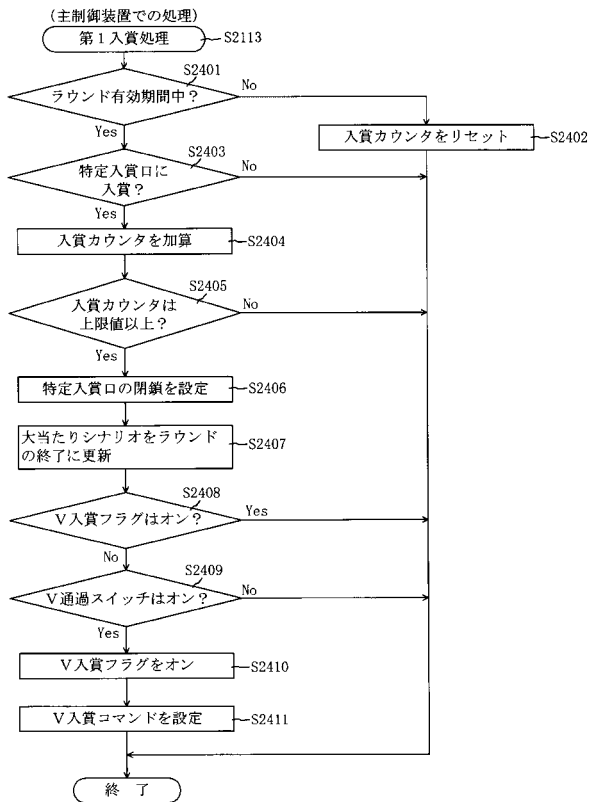 (主制御装置での処理)
第1入賞処理
S2113
S2401
ラウンド有効期間中?
No
Yes
入賞カウンタをリセット
S2402
S2403
特定入賞口に
入賞?
No
Yes
入賞カウンタを加算
S2404
S2405
入賞カウンタは
上限値以上?
No
Yes
特定入賞口の閉鎖を設定
S2406
大当たりシナリオをラウンド
の終了に更新
S2407
S2408
V入賞フラグはオン?
Yes
No
S2409
V通過スイッチはオン?
No
Yes
V入賞フラグをオン
S2410
V入賞コマンドを設定
S2411
終 了